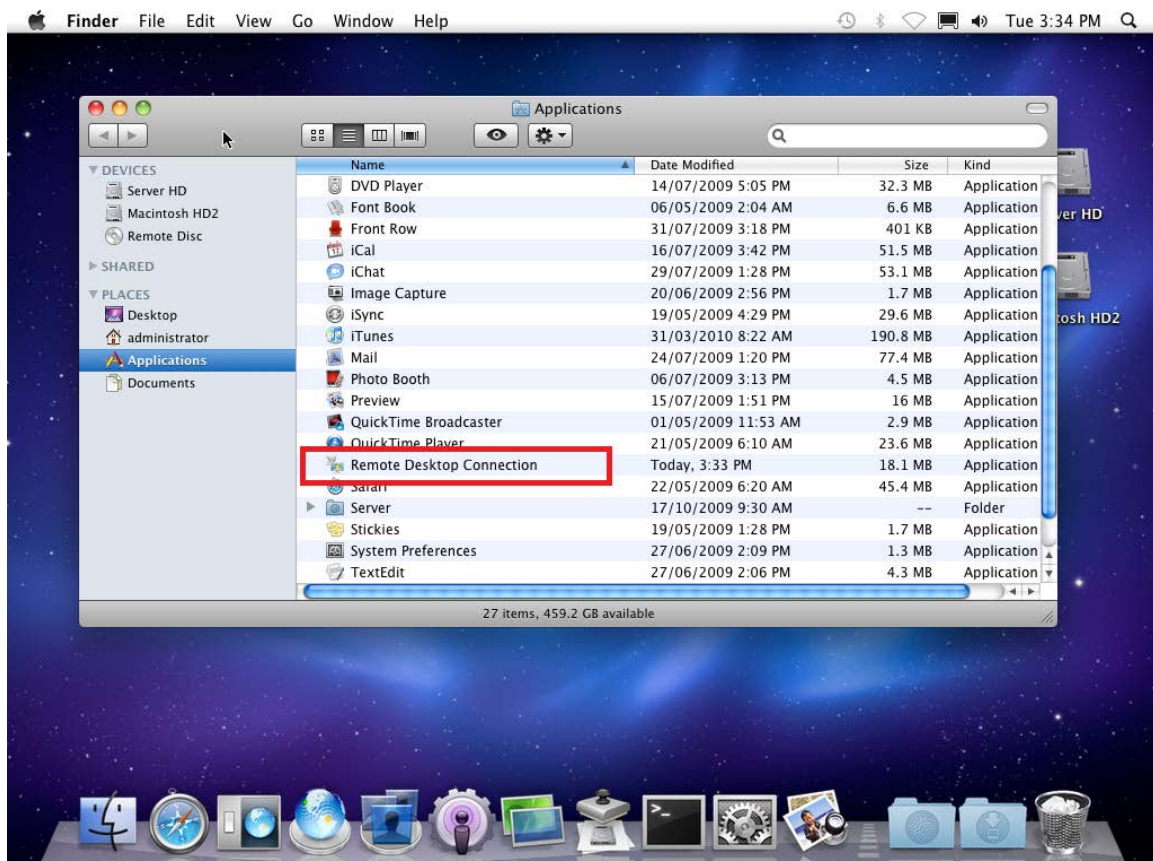 Finder File Edit View Go Window Help Tue 3:34 PM
Applications
Name Date Modified Size Kind
DEVICES
Server HD
Macintosh HD2
Remote Disc
SHARED
PLACES
Desktop
administrator
Applications
Documents
DVD Player 14/07/2009 5:05 PM 32.3 MB Application
Font Book 06/05/2009 2:04 AM 6.6 MB Application
Front Row 31/07/2009 3:18 PM 401 KB Application
iCal 16/07/2009 3:42 PM 51.5 MB Application
iChat 29/07/2009 1:28 PM 53.1 MB Application
Image Capture 20/06/2009 2:56 PM 1.7 MB Application
iSync 19/05/2009 4:29 PM 29.6 MB Application
iTunes 31/03/2010 8:22 AM 190.8 MB Application
Mail 24/07/2009 1:20 PM 77.4 MB Application
Photo Booth 06/07/2009 3:13 PM 4.5 MB Application
Preview 15/07/2009 1:51 PM 16 MB Application
QuickTime Broadcaster 01/05/2009 11:53 AM 2.9 MB Application
QuickTime Player 21/05/2009 6:10 AM 23.6 MB Application
Remote Desktop Connection Today, 3:33 PM 18.1 MB Application
Safari 22/05/2009 6:20 AM 45.4 MB Application
Server 17/10/2009 9:30 AM -- Folder
Stickies 19/05/2009 1:28 PM 1.7 MB Application
System Preferences 27/06/2009 2:09 PM 1.3 MB Application
TextEdit 27/06/2009 2:06 PM 4.3 MB Application
27 items, 459.2 GB available
ver HD
tosh HD2